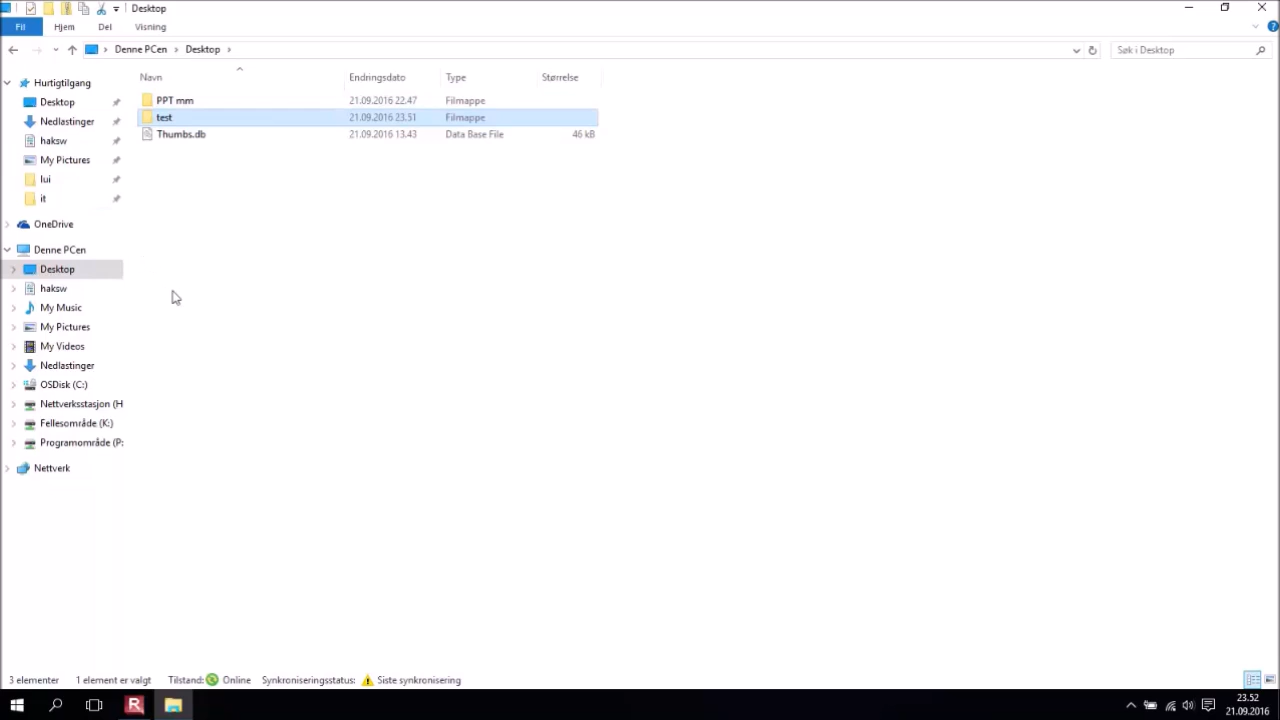 Desktop
Fil Hjem Del Visning
Denne PCen Desktop Søk i Desktop
Navn Endringsdato Type Størrelse
Hurtigtilgang
Desktop
Nedlastinger
haksw
My Pictures
lui
it
OneDrive
Denne PCen
Desktop
haksw
My Music
My Pictures
My Videos
Nedlastinger
OSDisk (C:)
Nettverksstasjon (H
Fellesområde (K:)
Programområde (P:
Nettverk
PPT mm 21.09.2016 22.47 Filmappe
test 21.09.2016 23.51 Filmappe
Thumbs.db 21.09.2016 13.43 Data Base File 46 kB
3 elementer 1 element er valgt Tilstand: Online Synkroniseringsstatus: Siste synkronisering
23.52
21.09.2016